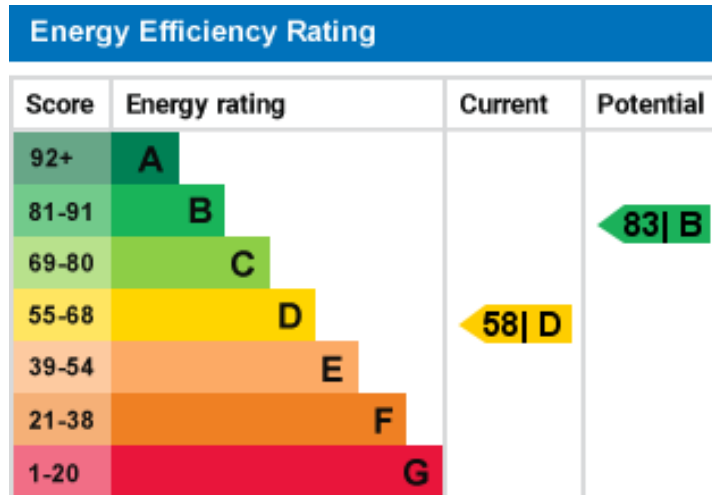 Energy Efficiency Rating
Score Energy rating Current Potential
92+ A
81-91 B 83| B
69-80 C
55-68 D 58| D
39-54 E
21-38 F
1-20 G